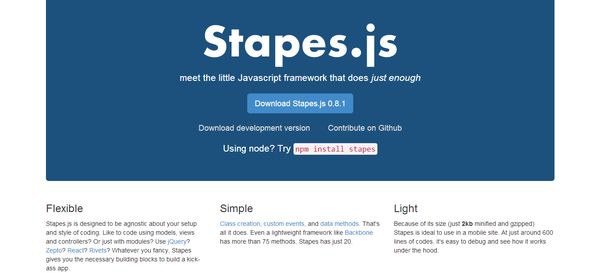 Stapes.js
meet the little Javascript framework that does just enough
Download Stapes.js 0.8.1
Download development version Contribute on Github
Using node? Try npm install stapes
Flexible
Stapes.js is designed to be agnostic about your setup
and style of coding. Like to code using models, views
and controllers? Or just with modules? Use jQuery?
Zepto? React? Rivets? Whatever you fancy, Stapes
gives you the necessary building blocks to build a kick-
ass app.
Simple
Class creation, custom events, and data methods. That's
all it does. Even a lightweight framework like Backbone
has more than 75 methods, Stapes has just 20.
Light
Because of its size (just 2kb minified and gzipped)
Stapes is ideal to use in a mobile site. At just around 600
lines of codes, it's easy to debug and see how it works
under the hood.